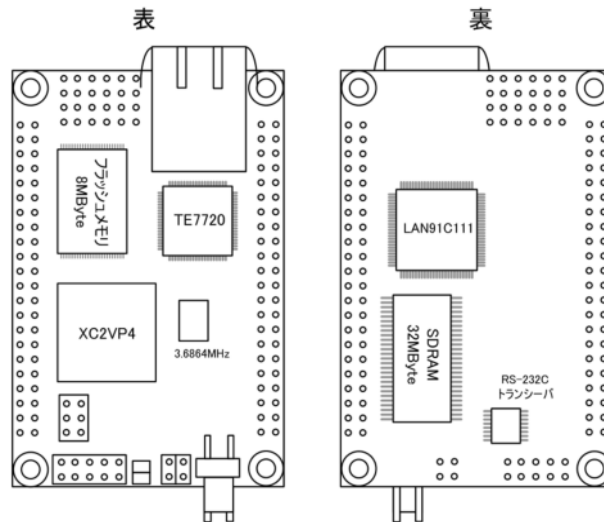 表
フラッシュメモリ
8MByte
TE7720
XC2VP4
3.6864MHz
裏
LAN91C111
SDRAM
32MByte
RS-232C
トランシーバ